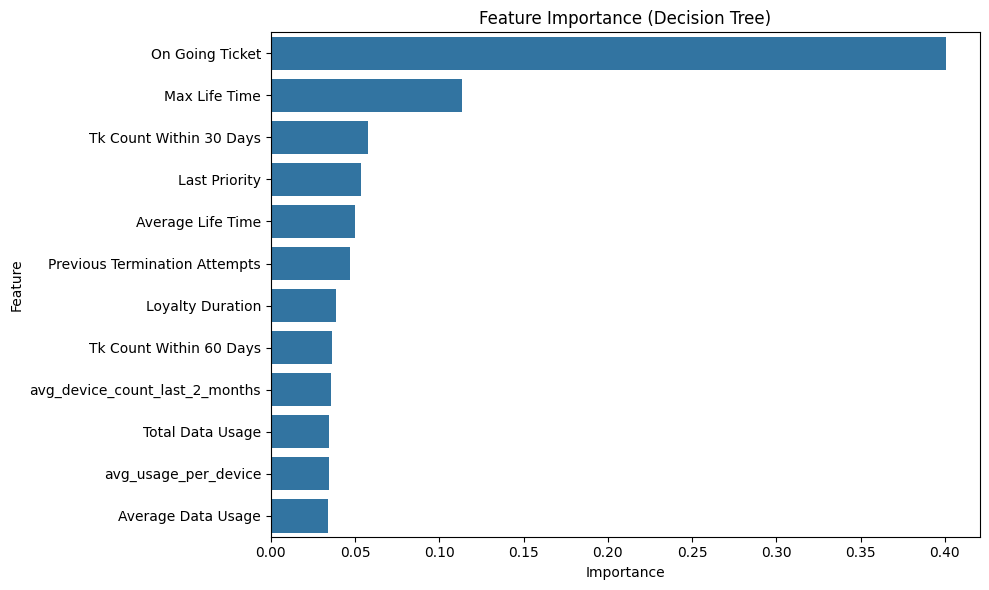 Feature Importance (Decision Tree)
On Going Ticket
Max Life Time
Tk Count Within 30 Days
Last Priority
Average Life Time
Previous Termination Attempts
Loyalty Duration
Tk Count Within 60 Days
avg_device_count_last_2_months
Total Data Usage
avg_usage_per_device
Average Data Usage
Feature
0.00 0.05 0.10 0.15 0.20 0.25 0.30 0.35 0.40
Importance